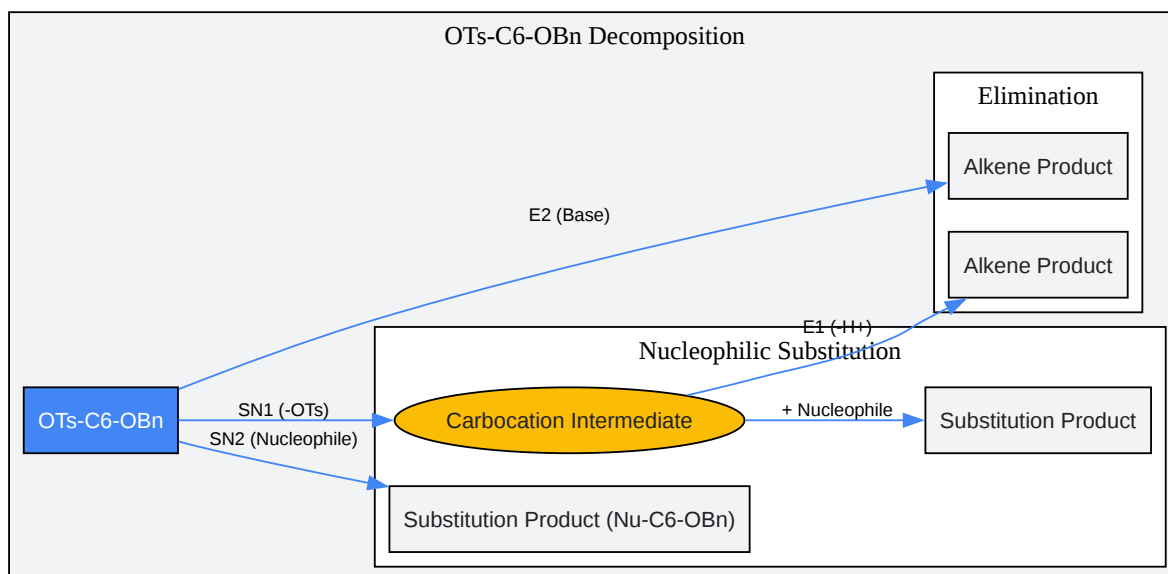 OTs-C6-OBn Decomposition
Elimination
Alkene Product
E2 (Base)
Alkene Product
E1 (-H+)
Nucleophilic Substitution
OTs-C6-OBn
SN1 (-OTs)
Carbocation Intermediate
+ Nucleophile
Substitution Product
SN2 (Nucleophile)
Substitution Product (Nu-C6-OBn)